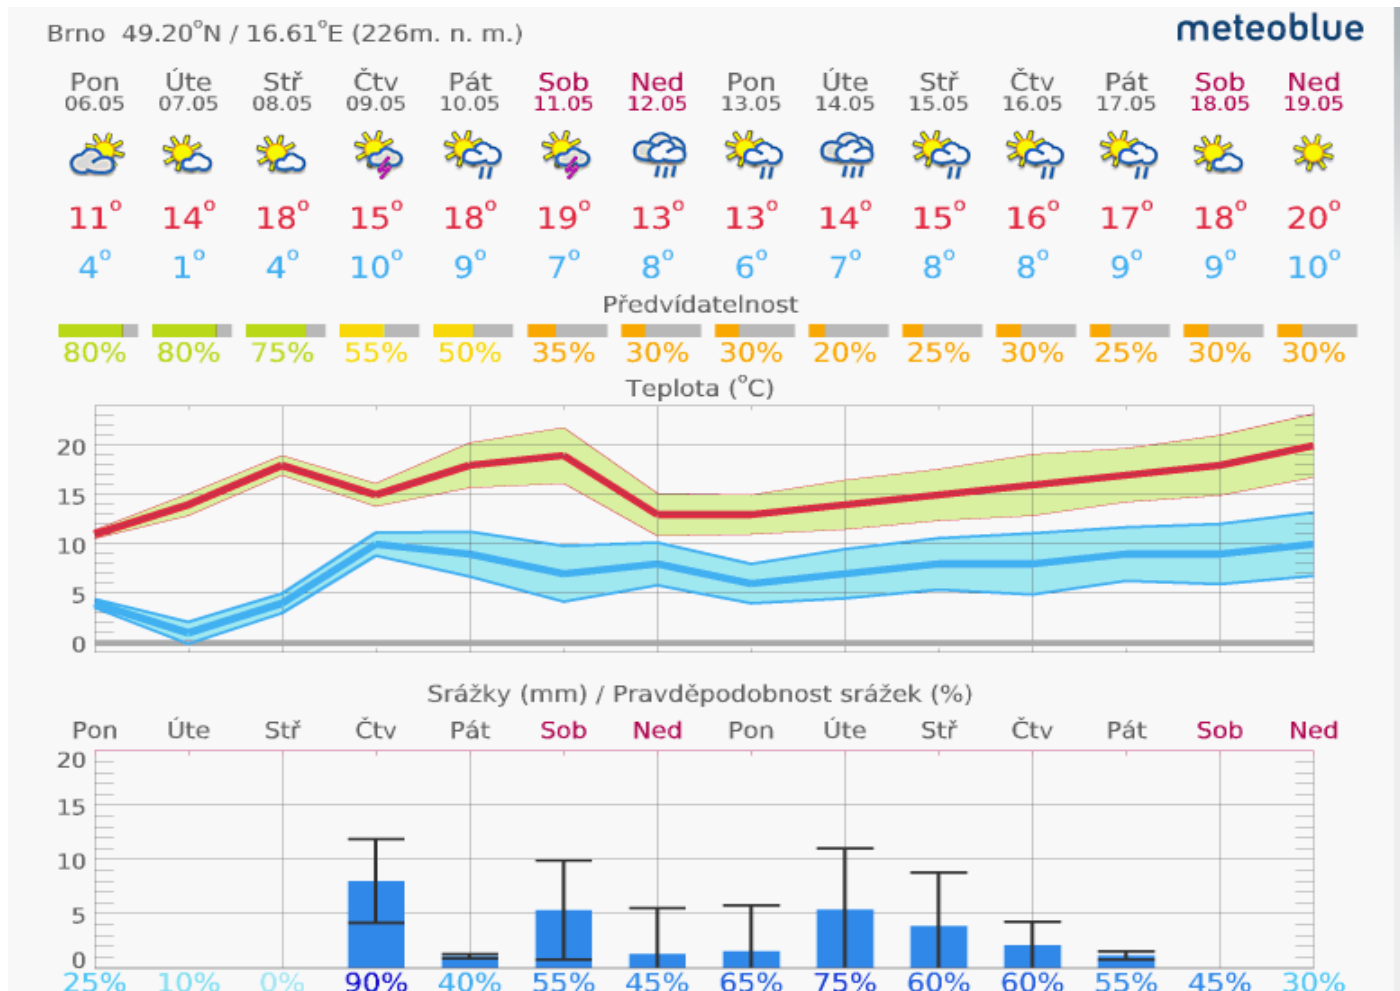 Brno 49.20°N / 16.61°E (226m. n. m.)
meteoblue
Pon Úte Stř Čtv Pát Sob Ned Pon Úte Stř Čtv Pát Sob Ned
06.05 07.05 08.05 09.05 10.05 11.05 12.05 13.05 14.05 15.05 16.05 17.05 18.05 19.05
11° 14° 18° 15° 18° 19° 13° 13° 14° 15° 16° 17° 18° 20°
4° 1° 4° 10° 9° 7° 8° 6° 7° 8° 8° 9° 9° 10°
Předvídatelnost
80% 80% 75% 55% 50% 35% 30% 30% 20% 25% 30% 25% 30% 30%
Teplota (°C)
20
15
10
5
0
Srážky (mm) / Pravděpodobnost srážek (%)
Pon Úte Stř Čtv Pát Sob Ned Pon Úte Stř Čtv Pát Sob Ned
20
15
10
5
0
25% 10% 0% 90% 40% 55% 45% 65% 75% 60% 60% 55% 45% 30%